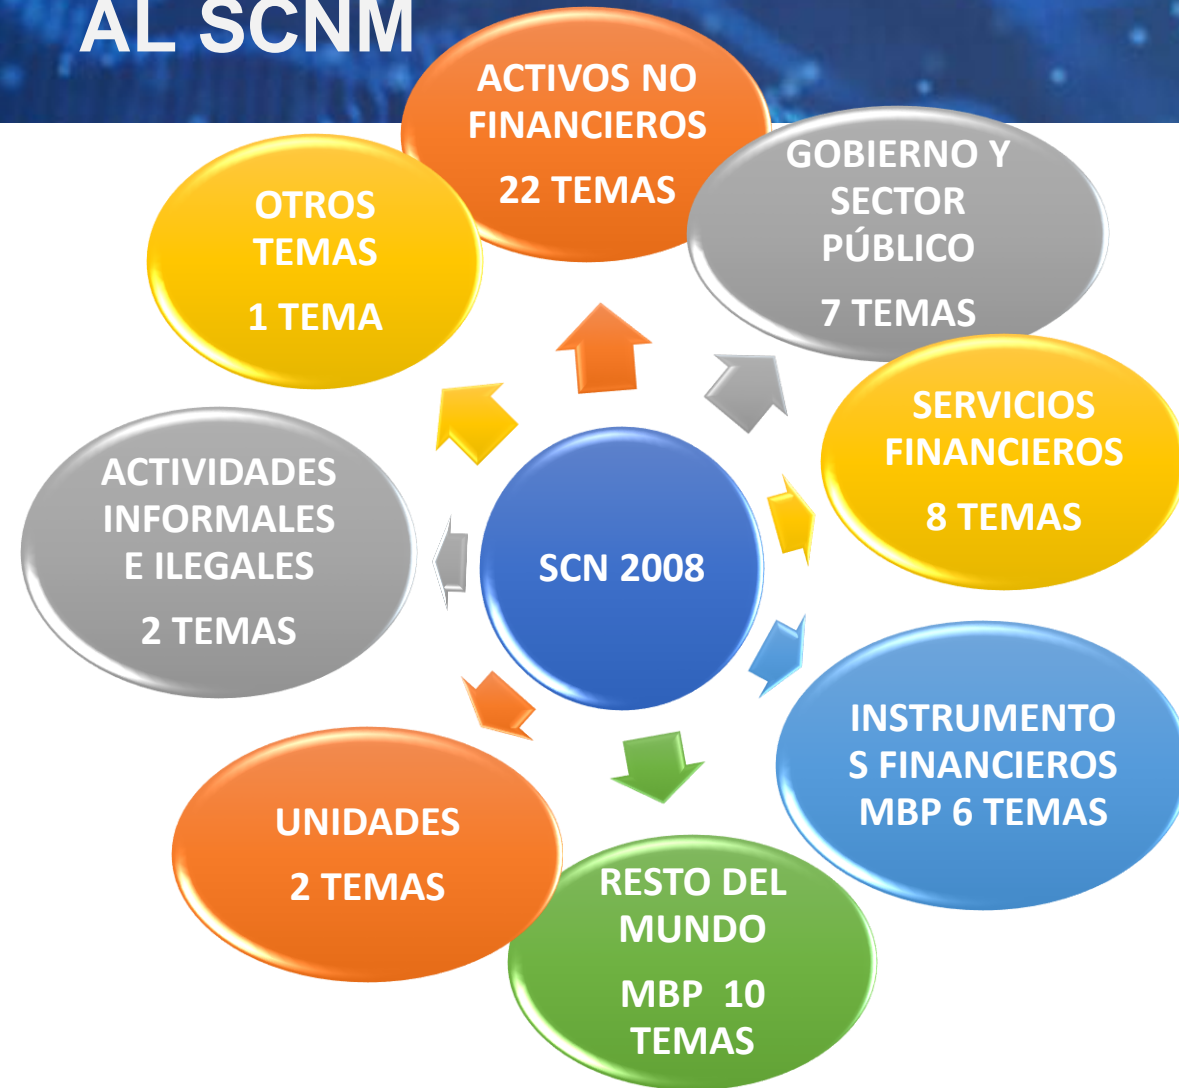 AL SCNM
ACTIVOS NO
FINANCIEROS
22 TEMAS
GOBIERNO Y
SECTOR
PÚBLICO
7 TEMAS
SERVICIOS
FINANCIEROS
8 TEMAS
INSTRUMENTO
S FINANCIEROS
MBP 6 TEMAS
RESTO DEL
MUNDO
MBP 10
TEMAS
UNIDADES
2 TEMAS
ACTIVIDADES
INFORMALES
E ILEGALES
2 TEMAS
OTROS
TEMAS
1 TEMA
SCN 2008